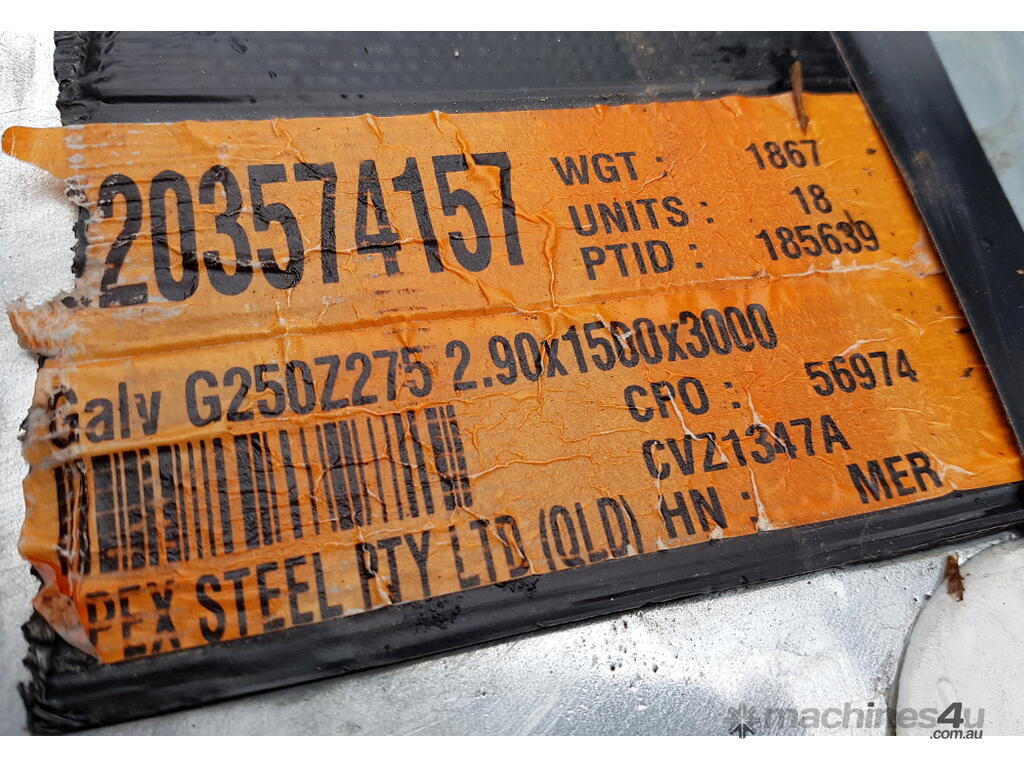 203574157
WGT : 1867
UNITS : 18
PTID : 185639
Galv G250Z275 2.90x1500x3000
CPO : 56974
CVZ1347A
PEX STEEL PTY LTD (QLD) HN : MER
machines4u
.com.au